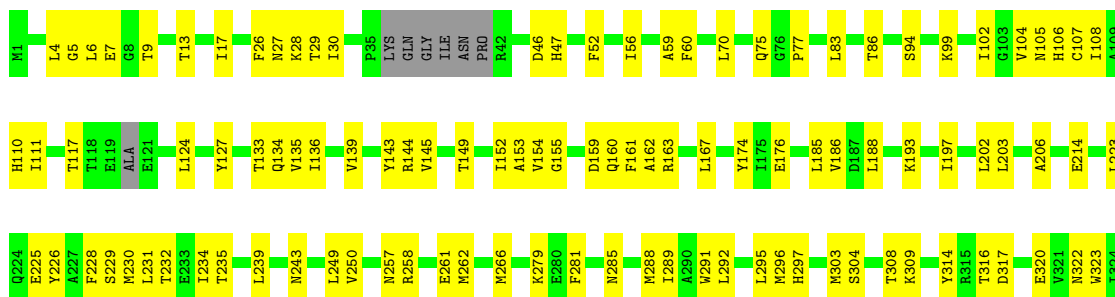 M1 L4 G5 L6 E7 G8 T9 T13 I17 F26 N27 K28 T29 I30 P35 LYS GLN GLY ILE ASN PRO R42 D46 H47 F52 I56 A59 F60 L70 Q75 G76 P77 L83 T86 S94 K99 I102 G103 V104 N105 H106 C107 I108 A109
H110 I111 T117 T118 E119 ALA E121 L124 Y127 T133 Q134 V135 I136 V139 Y143 R144 V145 T149 I152 A153 V154 G155 D159 Q160 F161 A162 R163 L167 Y174 I175 E176 L185 V186 D187 L188 K193 I197 L202 L203 A206 E214
Q224 E225 Y226 A227 F228 S229 M230 L231 T232 E233 I234 T235 L239 N243 L249 V250 N257 R258 E261 M262 M266 K279 E280 F281 N285 M288 I289 A290 W291 L292 L295 M296 H297 M303 S304 T308 K309 Y314 R315 T316 D317 E320 V321 N322 W323